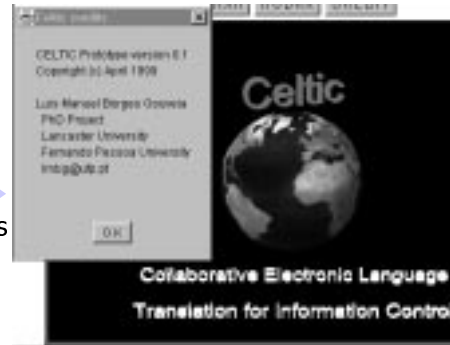 CELTIC Prototype version 0.1
Copyright (c) April 1999
Luis Manuel Borges Gouveia
PhD Project
Lancaster University
Fernando Pessoa University
lmbg@ufp.pt
OK
s
CREDIT
Celtic
Collaborative Electronic Language
Translation for Information Control